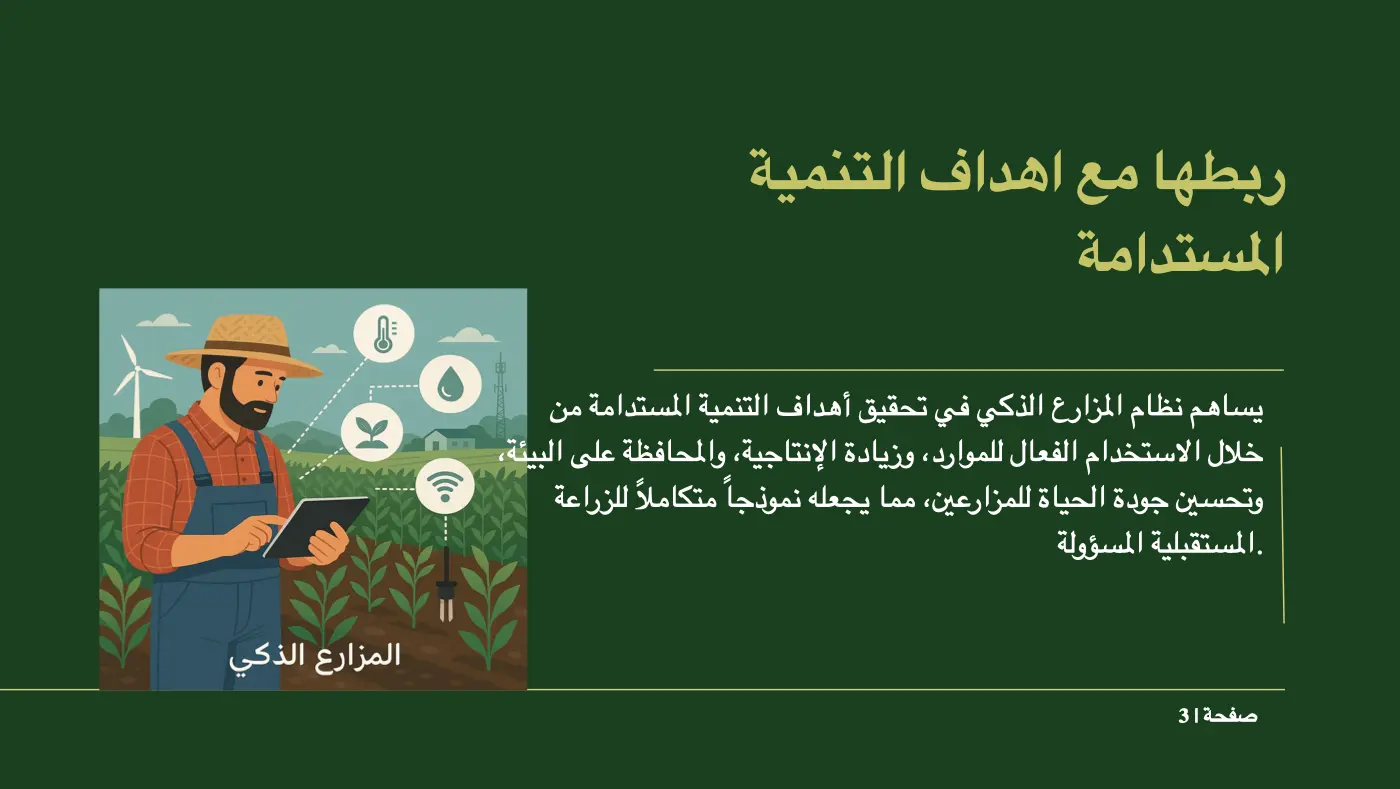 ربطها مع اهداف التنمية
المستدامة
يساهم نظام المزارع الذكي في تحقيق أهداف التنمية المستدامة من
خلال الاستخدام الفعال للموارد، وزيادة الإنتاجية، والمحافظة على البيئة،
وتحسين جودة الحياة للمزارعين، مما يجعله نموذجاً متكاملاً للزراعة
المستقبلية المسؤولة.
المزارع الذكي
صفحة|3